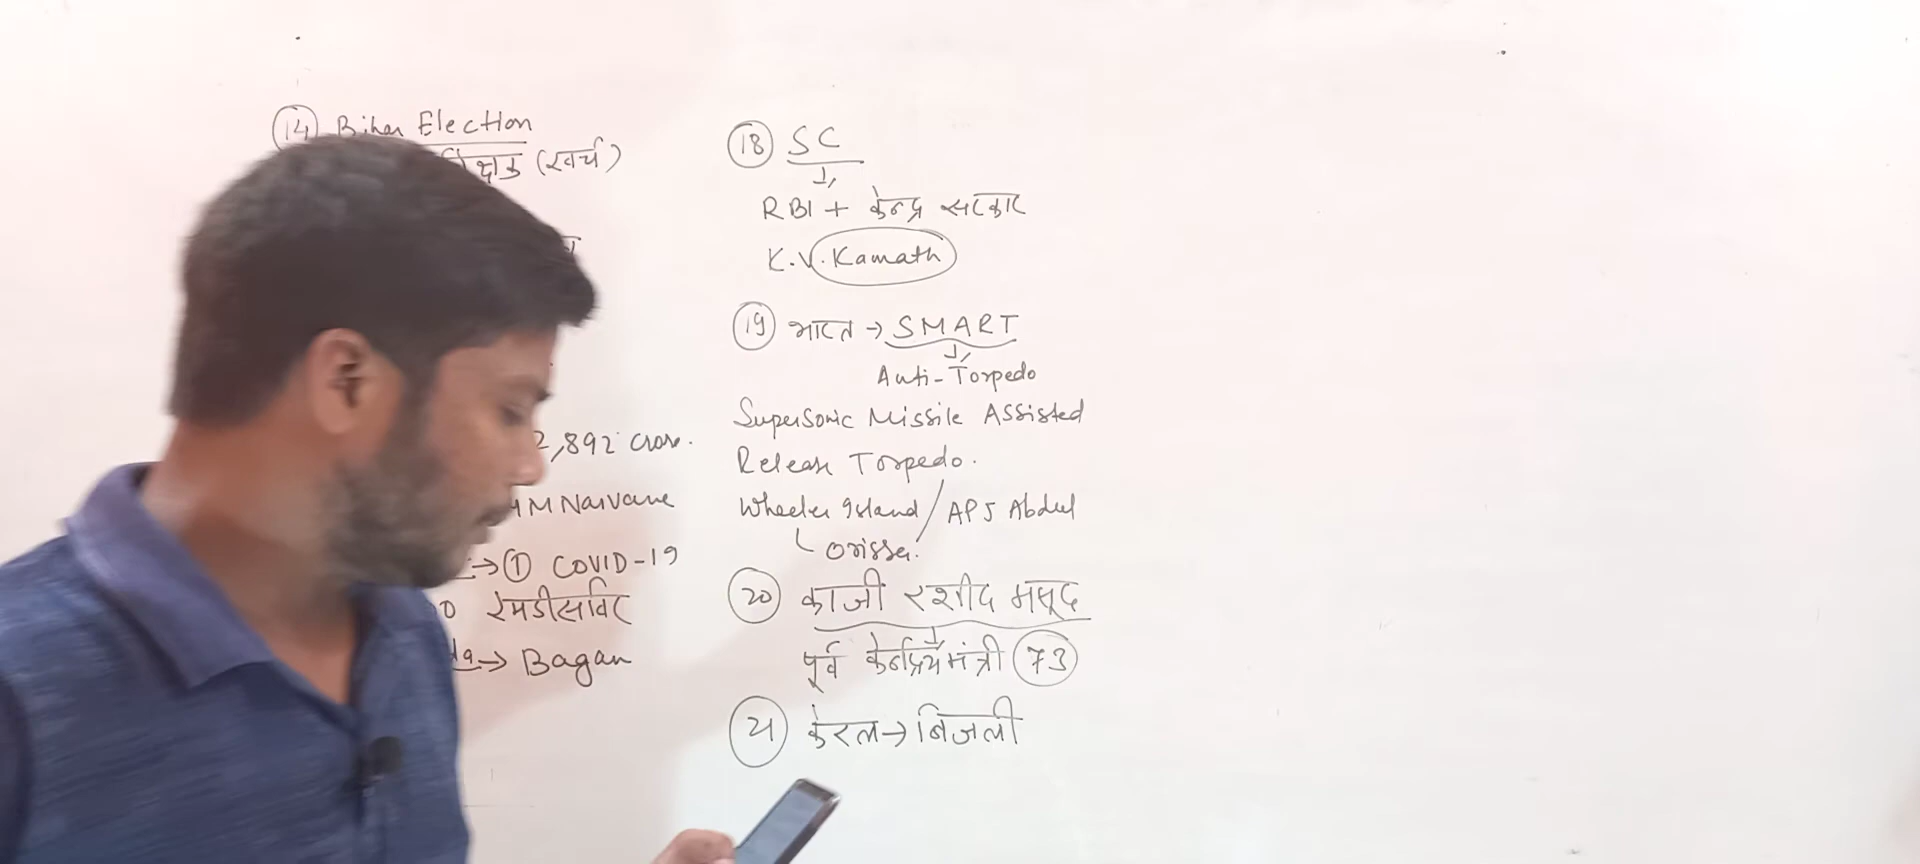 14 Bihar Election
(खर्च)
2,892 crore.
M Narvane
→ 1 COVID-19
रेमडीसविर
→ Bagan
18 SC
RBI + केन्द्र सरकार
K.V. Kamath
19 भारत → SMART
Anti-Torpedo
Supersonic Missile Assisted
Release Torpedo.
Wheeler Island / APJ Abdul
Orissa.
20 काजी रशीद मसूद
पूर्व केन्द्रिय मंत्री 73
21 केरल → बिजली